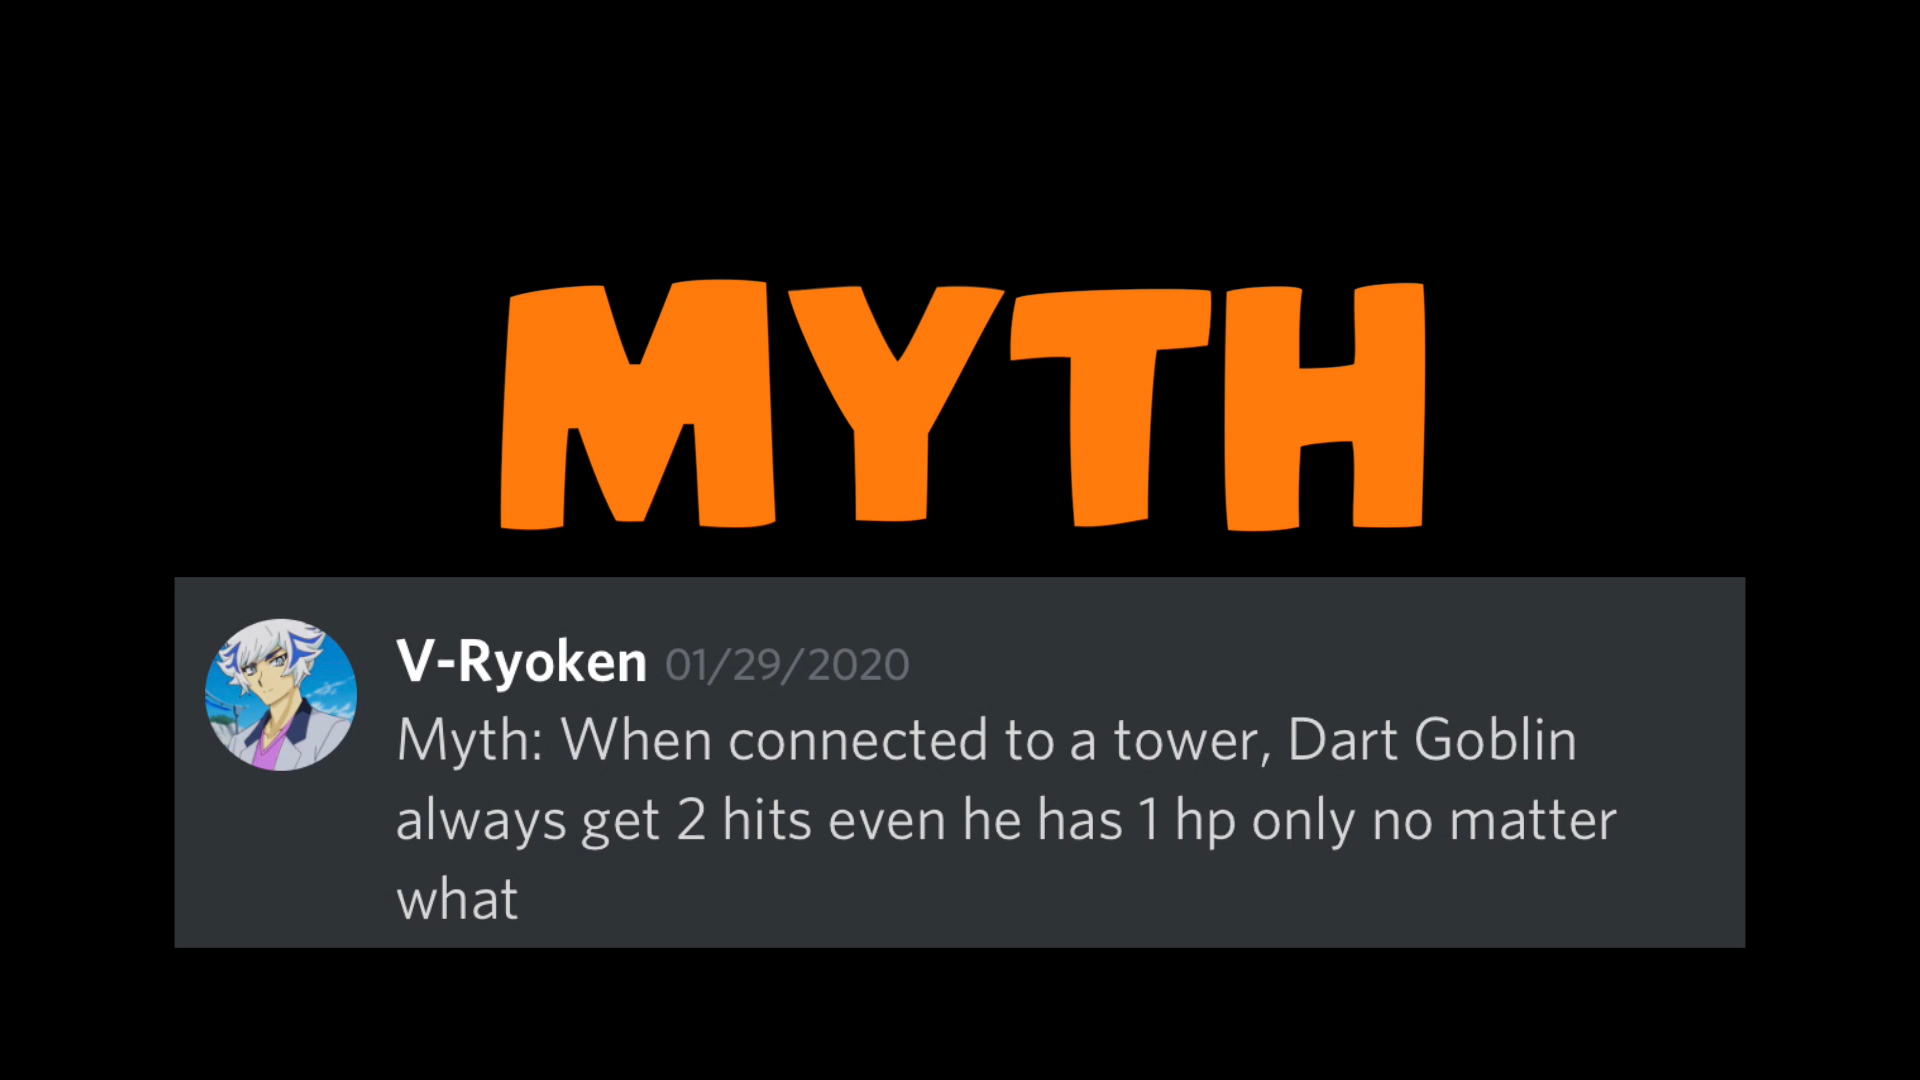 MYTH
V-Ryoken 01/29/2020
Myth: When connected to a tower, Dart Goblin
always get 2 hits even he has 1 hp only no matter
what